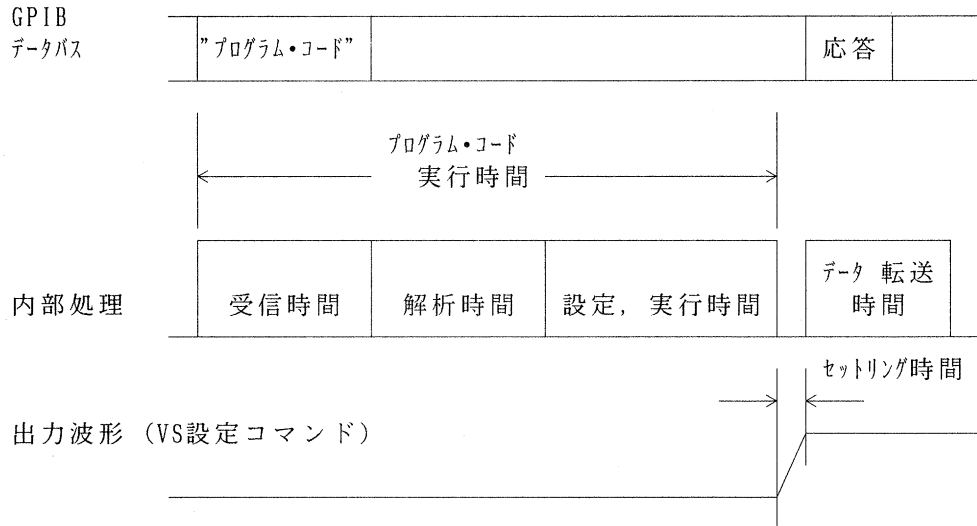 GPIB
ﾃﾞｰﾀﾊﾞｽ
”ﾌﾟﾛｸﾞﾗﾑ・ｺｰﾄﾞ”
応答
ﾌﾟﾛｸﾞﾗﾑ・ｺｰﾄﾞ
実行時間
内部処理
受信時間
解析時間
設定, 実行時間
ﾃﾞｰﾀ 転送
時間
ｾｯﾄﾘﾝｸﾞ時間
出力波形 (VS設定コマンド)